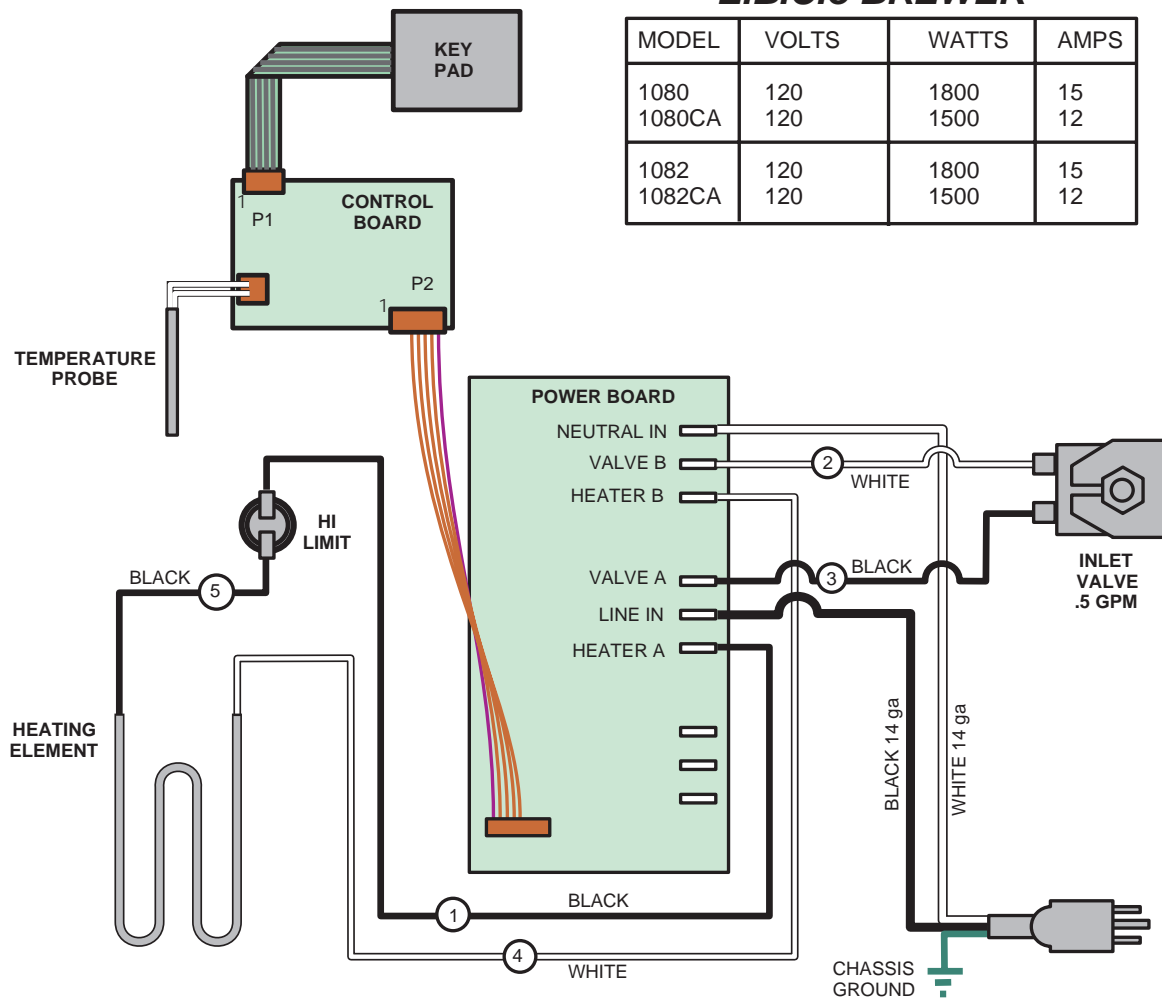 BREWER
MODEL VOLTS WATTS AMPS
1080 120 1800 15
1080CA 120 1500 12
1082 120 1800 15
1082CA 120 1500 12
KEY
PAD
CONTROL
BOARD
1
P1
P2
1
TEMPERATURE
PROBE
POWER BOARD
NEUTRAL IN
VALVE B
HEATER B
VALVE A
LINE IN
HEATER A
2
WHITE
3
BLACK
INLET
VALVE
.5 GPM
HI
LIMIT
BLACK
5
HEATING
ELEMENT
BLACK 14 ga
WHITE 14 ga
1
BLACK
4
WHITE
CHASSIS
GROUND